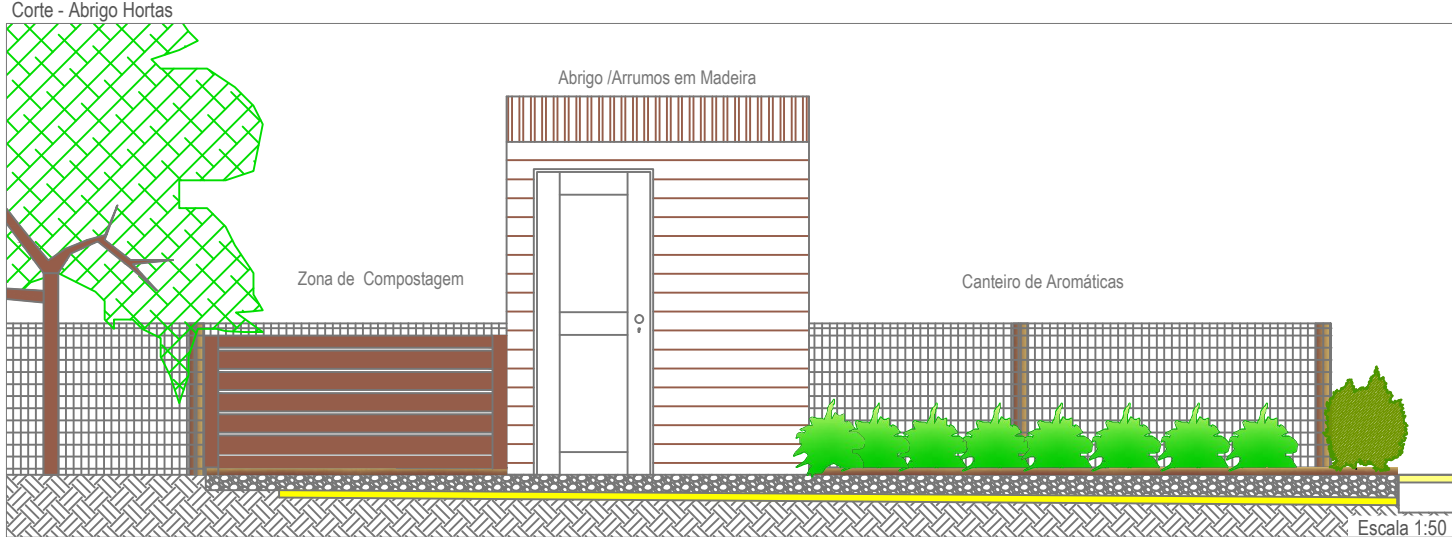 Corte - Abrigo Hortas
Abrigo /Arrumos em Madeira
Zona de  Compostagem
Canteiro de Aromáticas
Escala 1:50